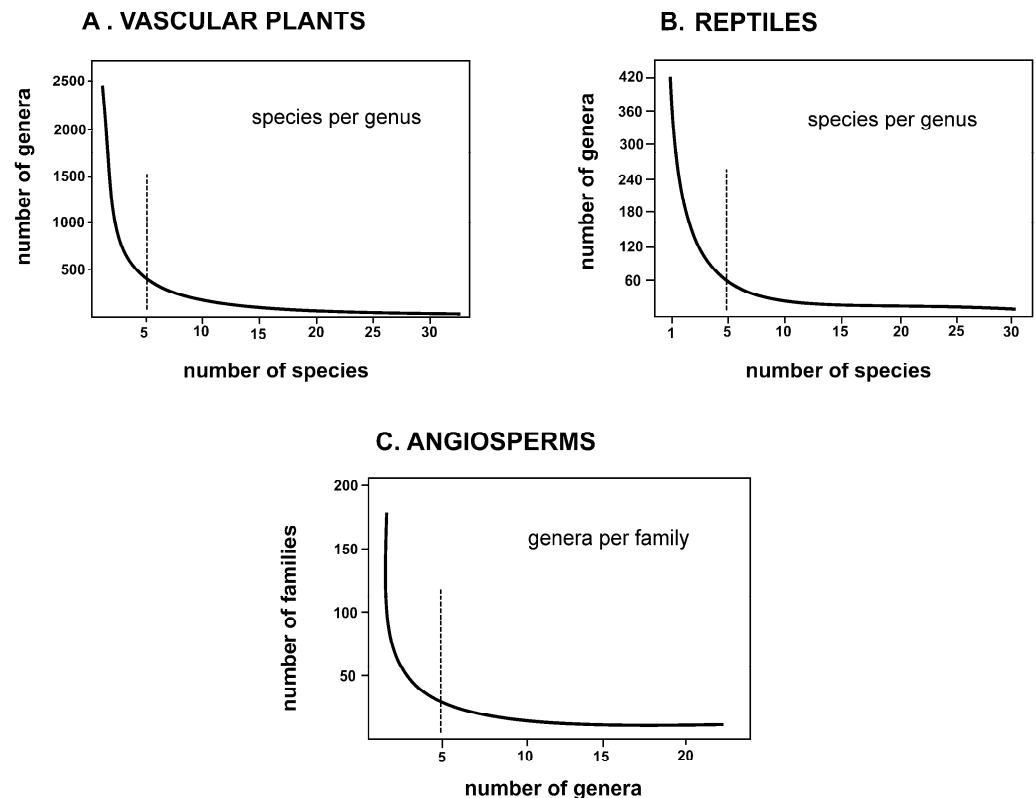 A . VASCULAR PLANTS
number of genera
2500
2000
1500
1000
500
species per genus
5 10 15 20 25 30
number of species
B. REPTILES
number of genera
420
360
300
240
180
120
60
species per genus
1 5 10 15 20 25 30
number of species
C. ANGIOSPERMS
number of families
200
150
100
50
genera per family
5 10 15 20
number of genera